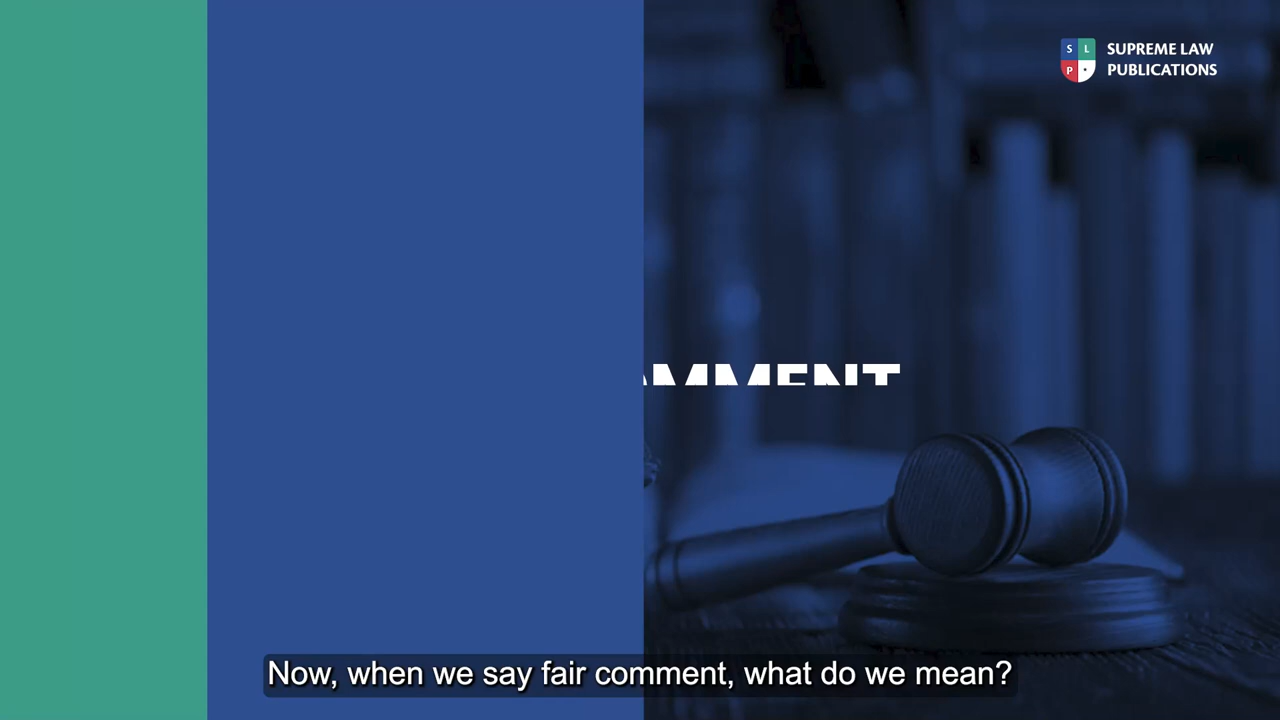 SUPREME LAW
PUBLICATIONS
S L
P
Now, when we say fair comment, what do we mean?